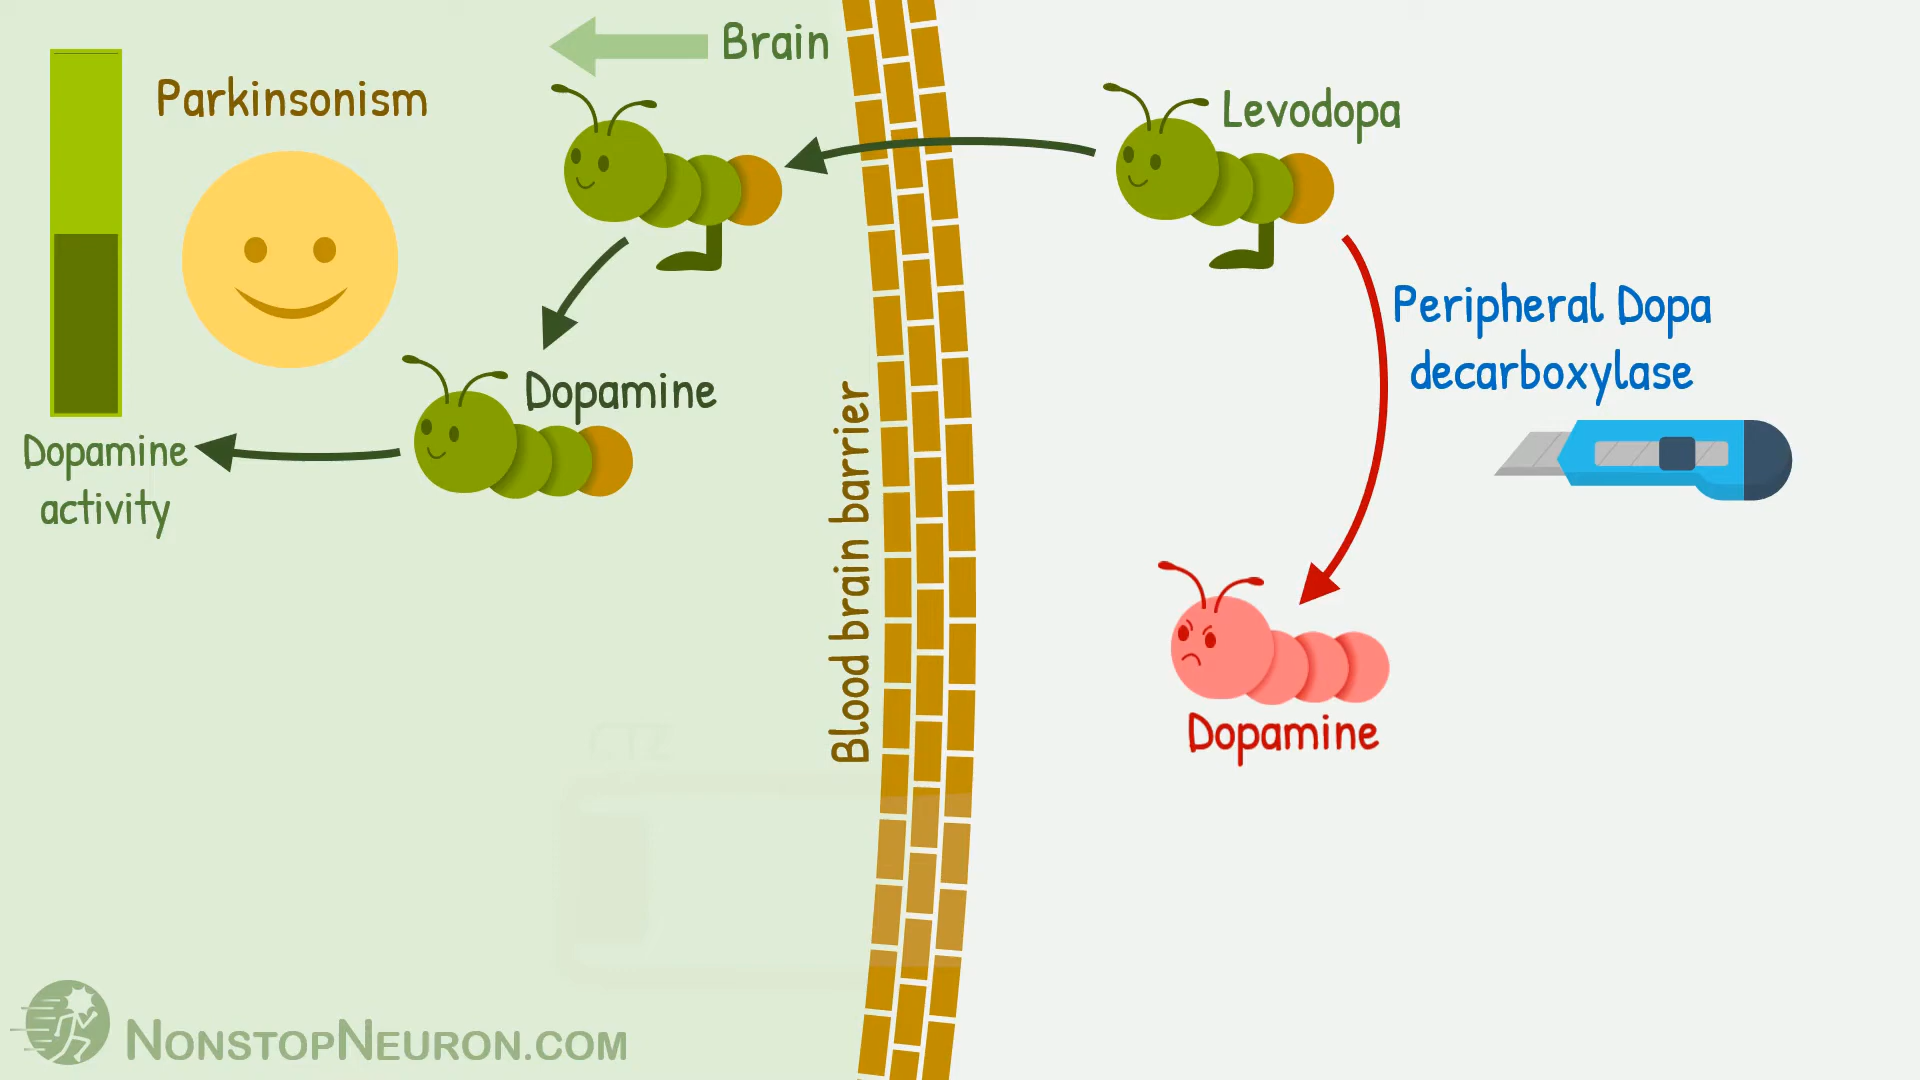 Brain
Parkinsonism
Levodopa
Peripheral Dopa
decarboxylase
Dopamine
Dopamine
activity
Blood brain barrier
Dopamine
NonstopNeuron.com